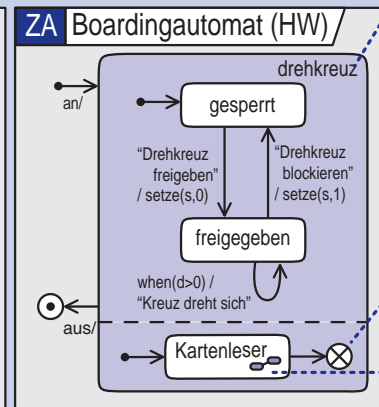 ZA Boardingautomat (HW)
drehkreuz
an/
gesperrt
“Drehkreuz
freigeben”
/ setze(s,0)
“Drehkreuz
blockieren”
/ setze(s,1)
freigegeben
when(d>0) /
“Kreuz dreht sich”
aus/
Kartenleser